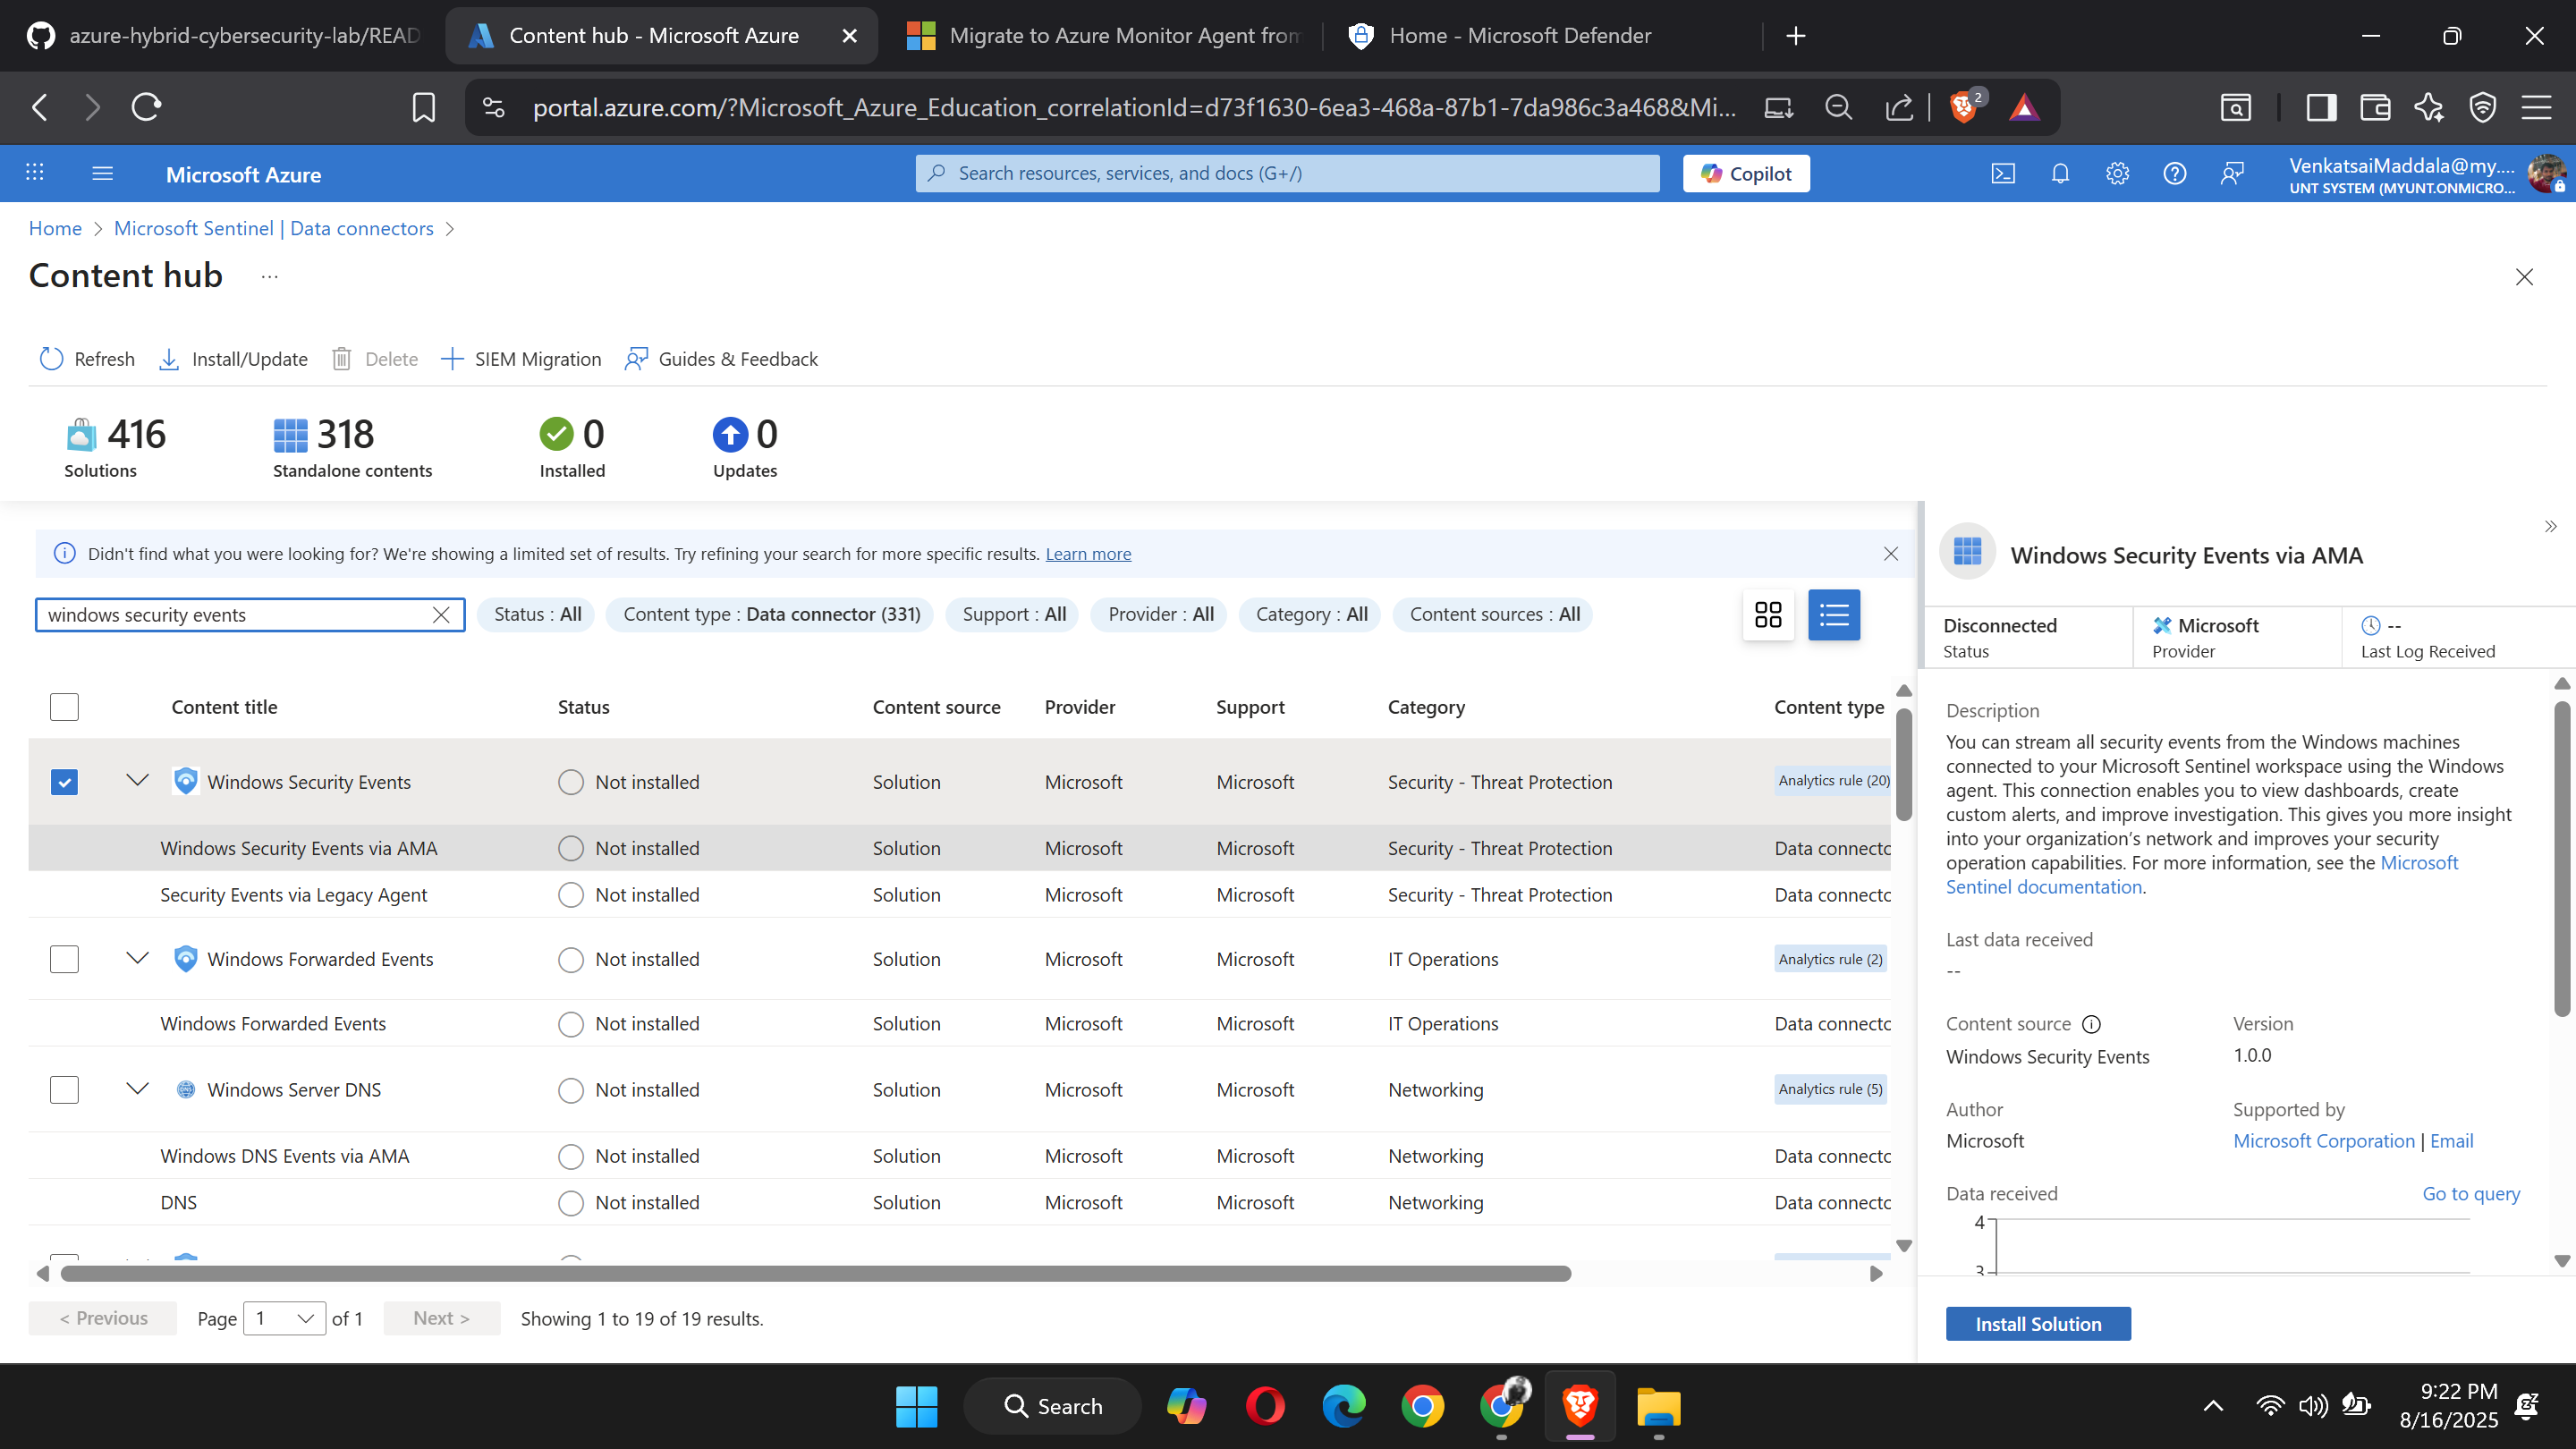 azure-hybrid-cybersecurity-lab/READ
Content hub - Microsoft Azure
Migrate to Azure Monitor Agent from
Home - Microsoft Defender
portal.azure.com/?Microsoft_Azure_Education_correlationId=d73f1630-6ea3-468a-87b1-7da986c3a468&Mi...
2
Microsoft Azure
Search resources, services, and docs (G+/)
Copilot
VenkatsaiMaddala@my....
UNT SYSTEM (MYUNT.ONMICRO...
Home > Microsoft Sentinel | Data connectors >
Content hub ...
Refresh Install/Update Delete SIEM Migration Guides & Feedback
416 318 0 0
Solutions Standalone contents Installed Updates
Didn't find what you were looking for? We're showing a limited set of results. Try refining your search for more specific results. Learn more
windows security events
Status : All
Content type : Data connector (331)
Support : All
Provider : All
Category : All
Content sources : All
Content title Status Content source Provider Support Category Content type
Windows Security Events Not installed Solution Microsoft Microsoft Security - Threat Protection Analytics rule (20)
Windows Security Events via AMA Not installed Solution Microsoft Microsoft Security - Threat Protection Data connecto
Security Events via Legacy Agent Not installed Solution Microsoft Microsoft Security - Threat Protection Data connecto
Windows Forwarded Events Not installed Solution Microsoft Microsoft IT Operations Analytics rule (2)
Windows Forwarded Events Not installed Solution Microsoft Microsoft IT Operations Data connecto
Windows Server DNS Not installed Solution Microsoft Microsoft Networking Analytics rule (5)
Windows DNS Events via AMA Not installed Solution Microsoft Microsoft Networking Data connecto
DNS Not installed Solution Microsoft Microsoft Networking Data connecto
< Previous Page 1 of 1 Next > Showing 1 to 19 of 19 results.
Windows Security Events via AMA
Disconnected Microsoft --
Status Provider Last Log Received
Description
You can stream all security events from the Windows machines
connected to your Microsoft Sentinel workspace using the Windows
agent. This connection enables you to view dashboards, create
custom alerts, and improve investigation. This gives you more insight
into your organization's network and improves your security
operation capabilities. For more information, see the Microsoft
Sentinel documentation.
Last data received
--
Content source Version
Windows Security Events 1.0.0
Author Supported by
Microsoft Microsoft Corporation | Email
Data received Go to query
4
3
Install Solution
Search
9:22 PM
8/16/2025